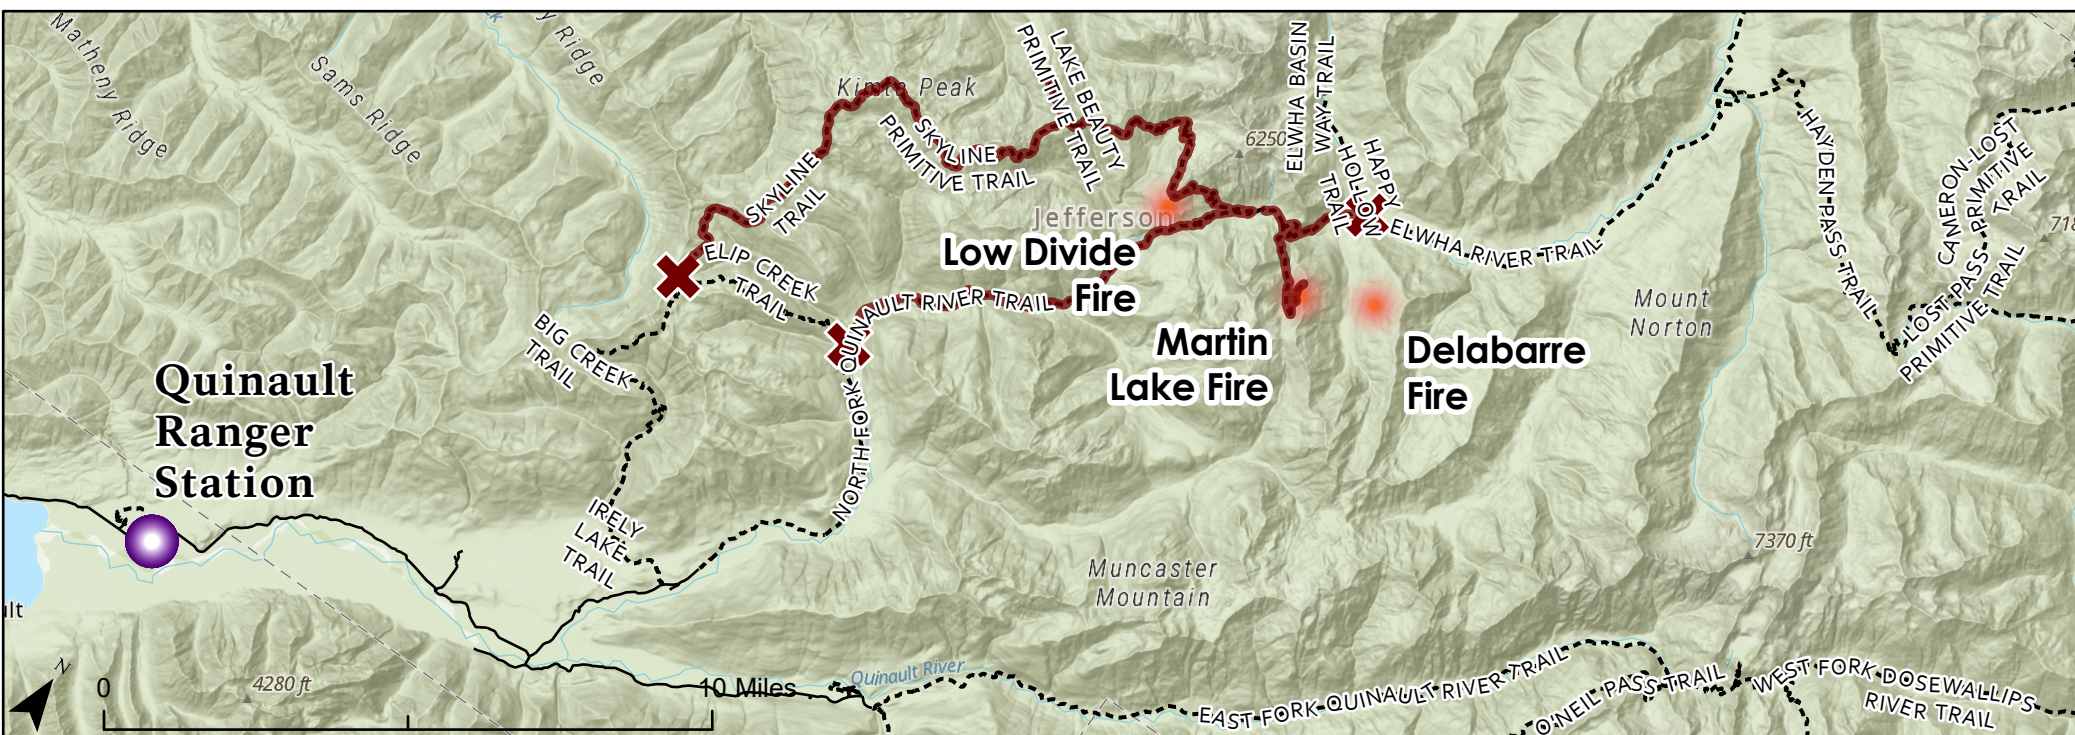 Matheny Ridge
Sams Ridge
Ridge
Kimta Peak
LAKE BEAUTY
PRIMITIVE TRAIL
ELWHA BASIN
WAY TRAIL
6250
HAPPY
HOLLOW
TRAIL
SKYLINE
PRIMITIVE TRAIL
SKYLINE
TRAIL
Jefferson
Low Divide
Fire
ELIP CREEK
TRAIL
ELWHA RIVER TRAIL
HAYDEN PASS TRAIL
CAMERON-LOST
PASS PRIMITIVE
TRAIL
LOST PASS
PRIMITIVE TRAIL
Mount
Norton
BIG CREEK
TRAIL
NORTH FORK QUINAULT RIVER TRAIL
Martin
Lake Fire
Delabarre
Fire
Quinault
Ranger
Station
IRELY
LAKE
TRAIL
Muncaster
Mountain
7370 ft
ult
N
0
10 Miles
4280 ft
Quinault River
EAST FORK QUINAULT RIVER TRAIL
O'NEIL PASS TRAIL
WEST FORK DOSEWALLIPS
RIVER TRAIL